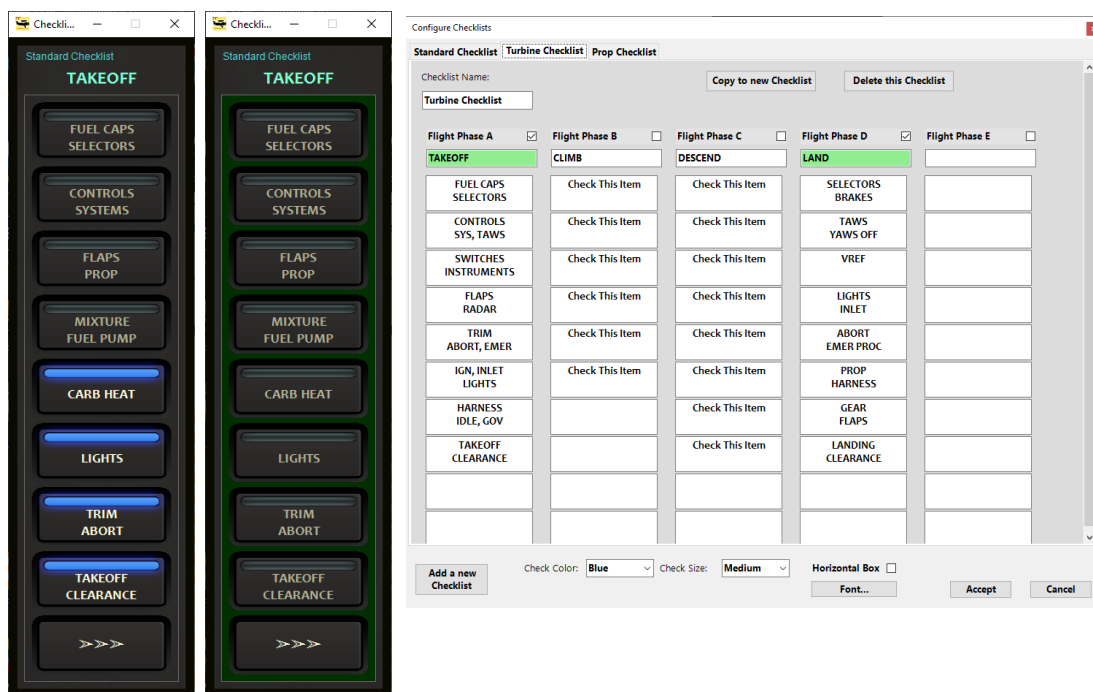 Checkli...
Standard Checklist
TAKEOFF
FUEL CAPS
SELECTORS
CONTROLS
SYSTEMS
FLAPS
PROP
MIXTURE
FUEL PUMP
CARB HEAT
LIGHTS
TRIM
ABORT
TAKEOFF
CLEARANCE
>>>
Checkli...
Standard Checklist
TAKEOFF
FUEL CAPS
SELECTORS
CONTROLS
SYSTEMS
FLAPS
PROP
MIXTURE
FUEL PUMP
CARB HEAT
LIGHTS
TRIM
ABORT
TAKEOFF
CLEARANCE
>>>
Configure Checklists
Standard Checklist Turbine Checklist Prop Checklist
Checklist Name:
Copy to new Checklist Delete this Checklist
Turbine Checklist
Flight Phase A Flight Phase B Flight Phase C Flight Phase D Flight Phase E
TAKEOFF CLIMB DESCEND LAND
FUEL CAPS Check This Item Check This Item SELECTORS
SELECTORS BRAKES
CONTROLS Check This Item Check This Item TAWS
SYS, TAWS YAWS OFF
SWITCHES Check This Item Check This Item VREF
INSTRUMENTS
FLAPS Check This Item Check This Item LIGHTS
RADAR INLET
TRIM Check This Item Check This Item ABORT
ABORT, EMER EMER PROC
IGN, INLET Check This Item Check This Item PROP
LIGHTS HARNESS
HARNESS Check This Item GEAR
IDLE, GOV FLAPS
TAKEOFF Check This Item LANDING
CLEARANCE CLEARANCE
Add a new
Checklist
Check Color: Blue Check Size: Medium Horizontal Box
Font... Accept Cancel